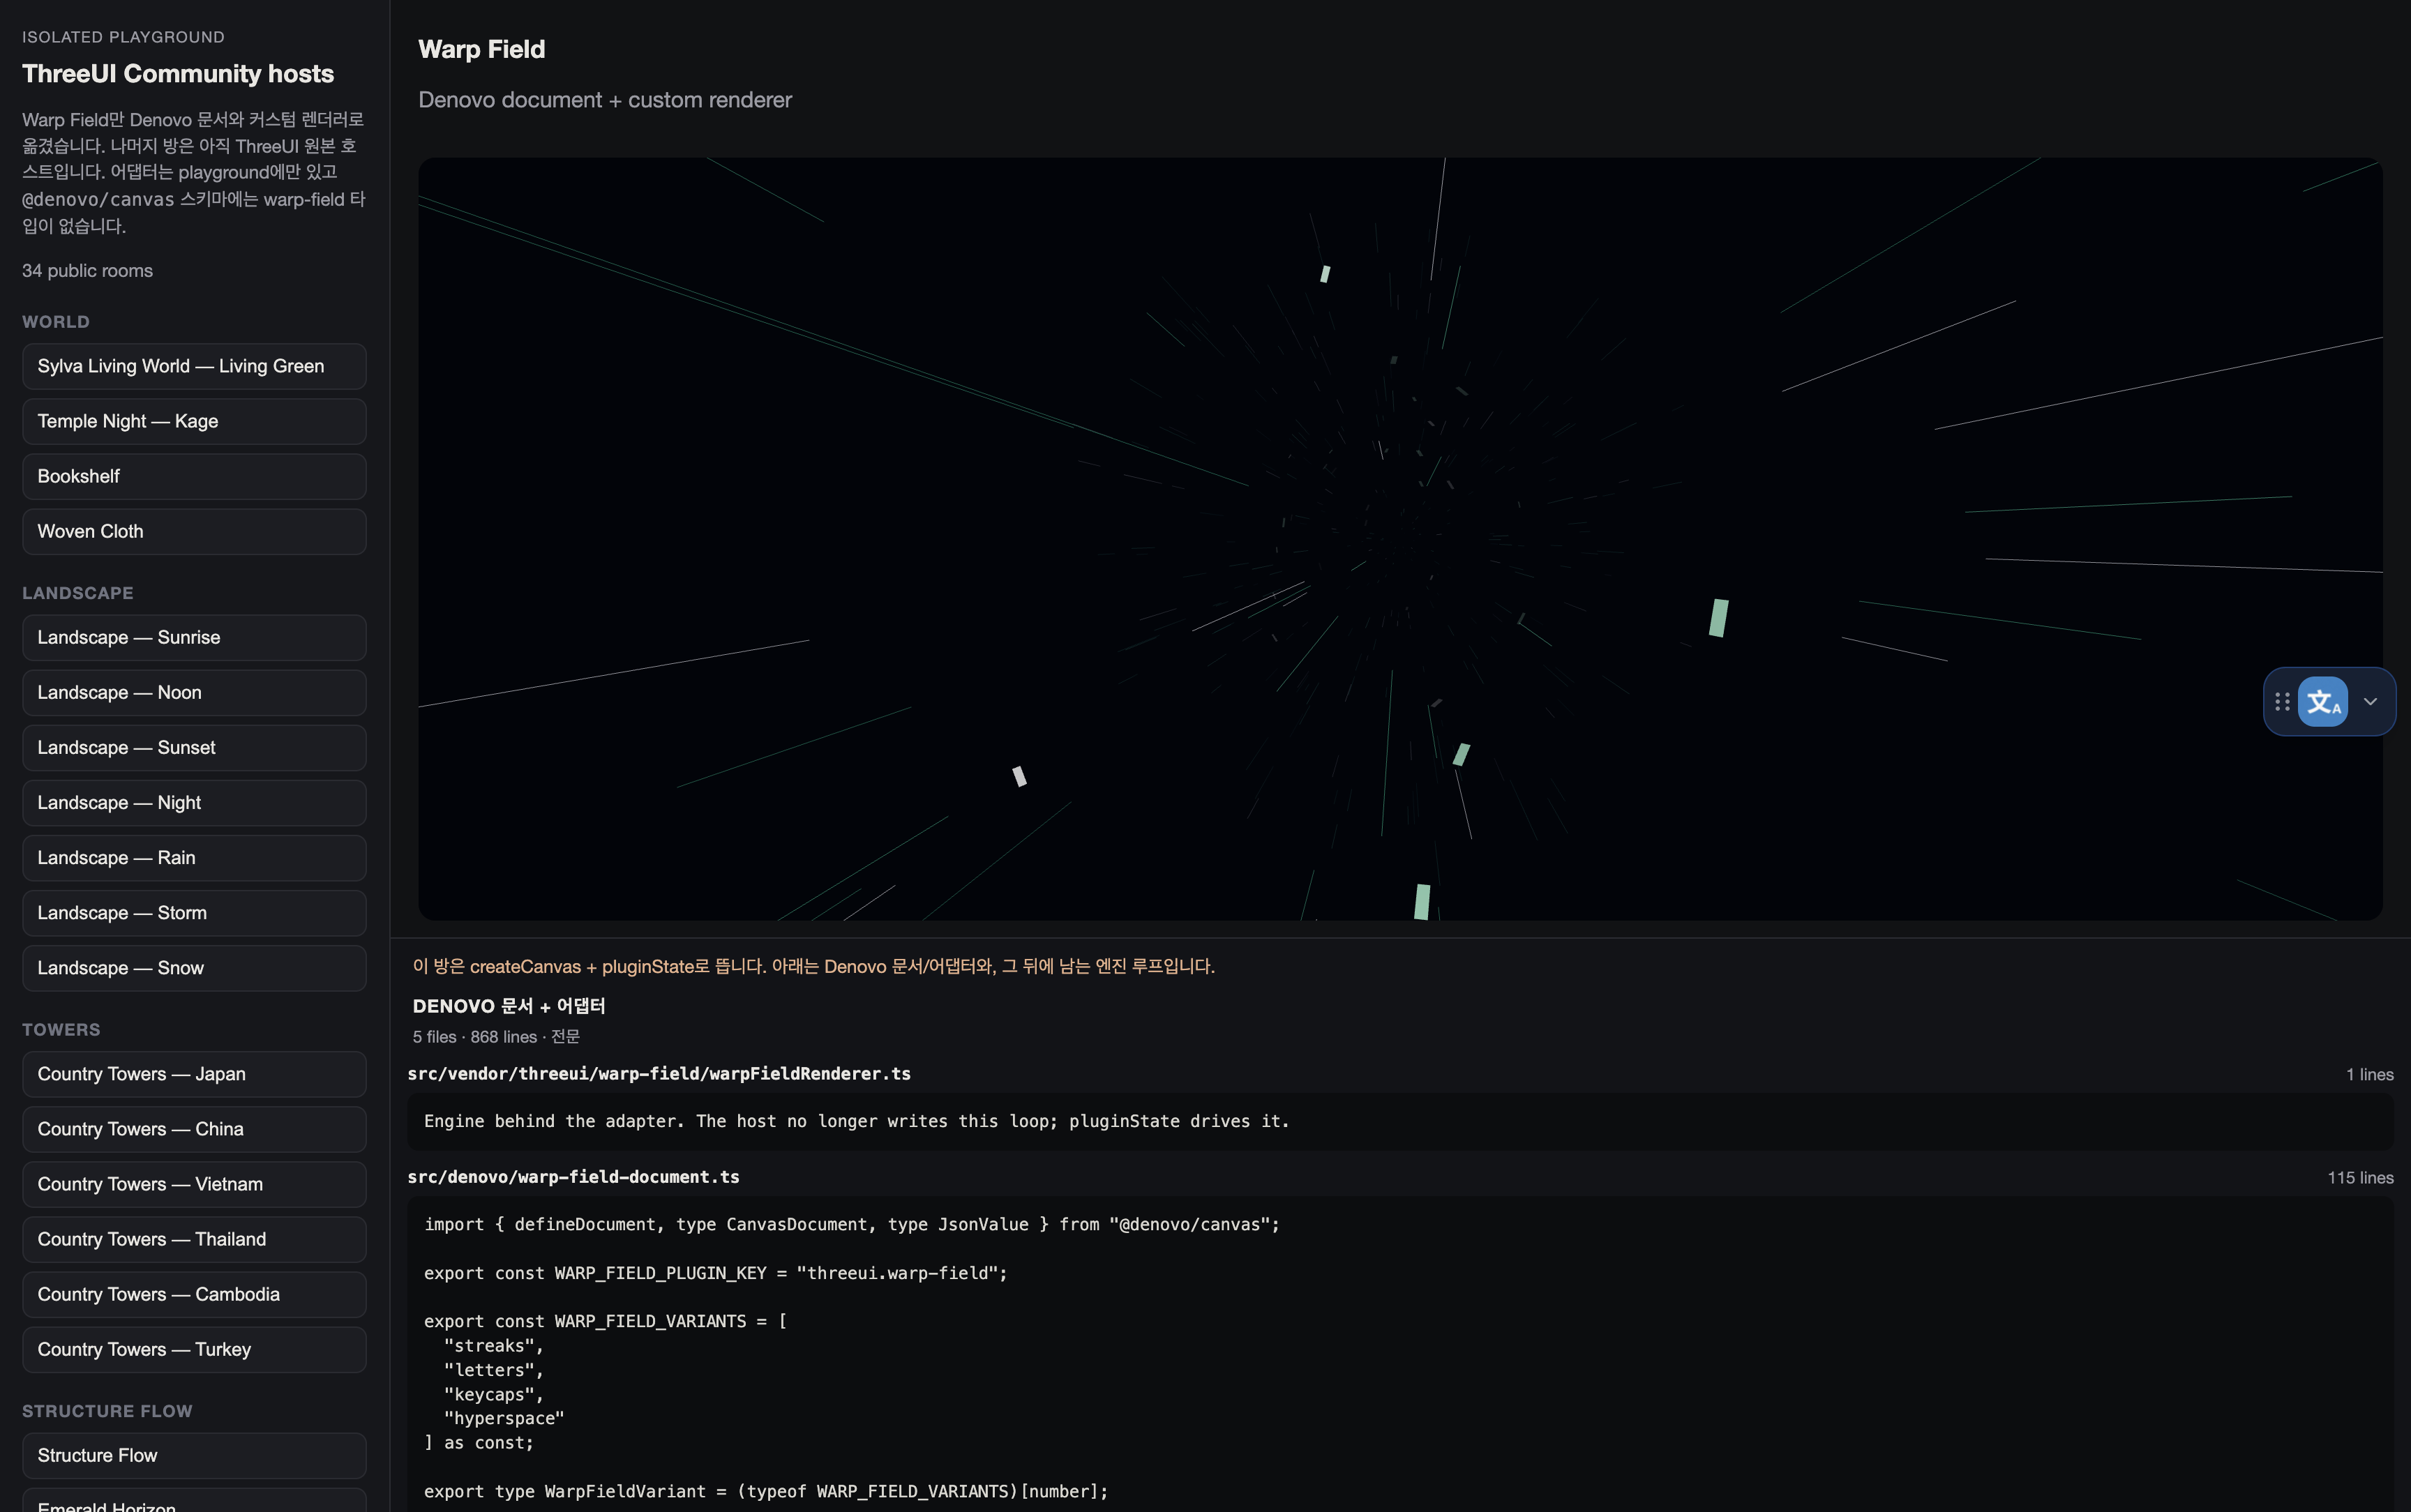 ISOLATED PLAYGROUND
ThreeUI Community hosts
Warp Field만 Denovo 문서와 커스텀 렌더러로
옮겼습니다. 나머지 방은 아직 ThreeUI 원본 호
스트입니다. 어댑터는 playground에만 있고
@denovo/canvas 스키마에는 warp-field 타
입이 없습니다.
34 public rooms
WORLD
Sylva Living World — Living Green
Temple Night — Kage
Bookshelf
Woven Cloth
LANDSCAPE
Landscape — Sunrise
Landscape — Noon
Landscape — Sunset
Landscape — Night
Landscape — Rain
Landscape — Storm
Landscape — Snow
TOWERS
Country Towers — Japan
Country Towers — China
Country Towers — Vietnam
Country Towers — Thailand
Country Towers — Cambodia
Country Towers — Turkey
STRUCTURE FLOW
Structure Flow
Emerald Horizon
Warp Field
Denovo document + custom renderer
文A
이 방은 createCanvas + pluginState로 뜹니다. 아래는 Denovo 문서/어댑터와, 그 뒤에 남는 엔진 루프입니다.
DENOVO 문서 + 어댑터
5 files · 868 lines · 전문
src/vendor/threeui/warp-field/warpFieldRenderer.ts 1 lines
Engine behind the adapter. The host no longer writes this loop; pluginState drives it.
src/denovo/warp-field-document.ts 115 lines
import { defineDocument, type CanvasDocument, type JsonValue } from "@denovo/canvas";
export const WARP_FIELD_PLUGIN_KEY = "threeui.warp-field";
export const WARP_FIELD_VARIANTS = [
"streaks",
"letters",
"keycaps",
"hyperspace"
] as const;
export type WarpFieldVariant = (typeof WARP_FIELD_VARIANTS)[number];